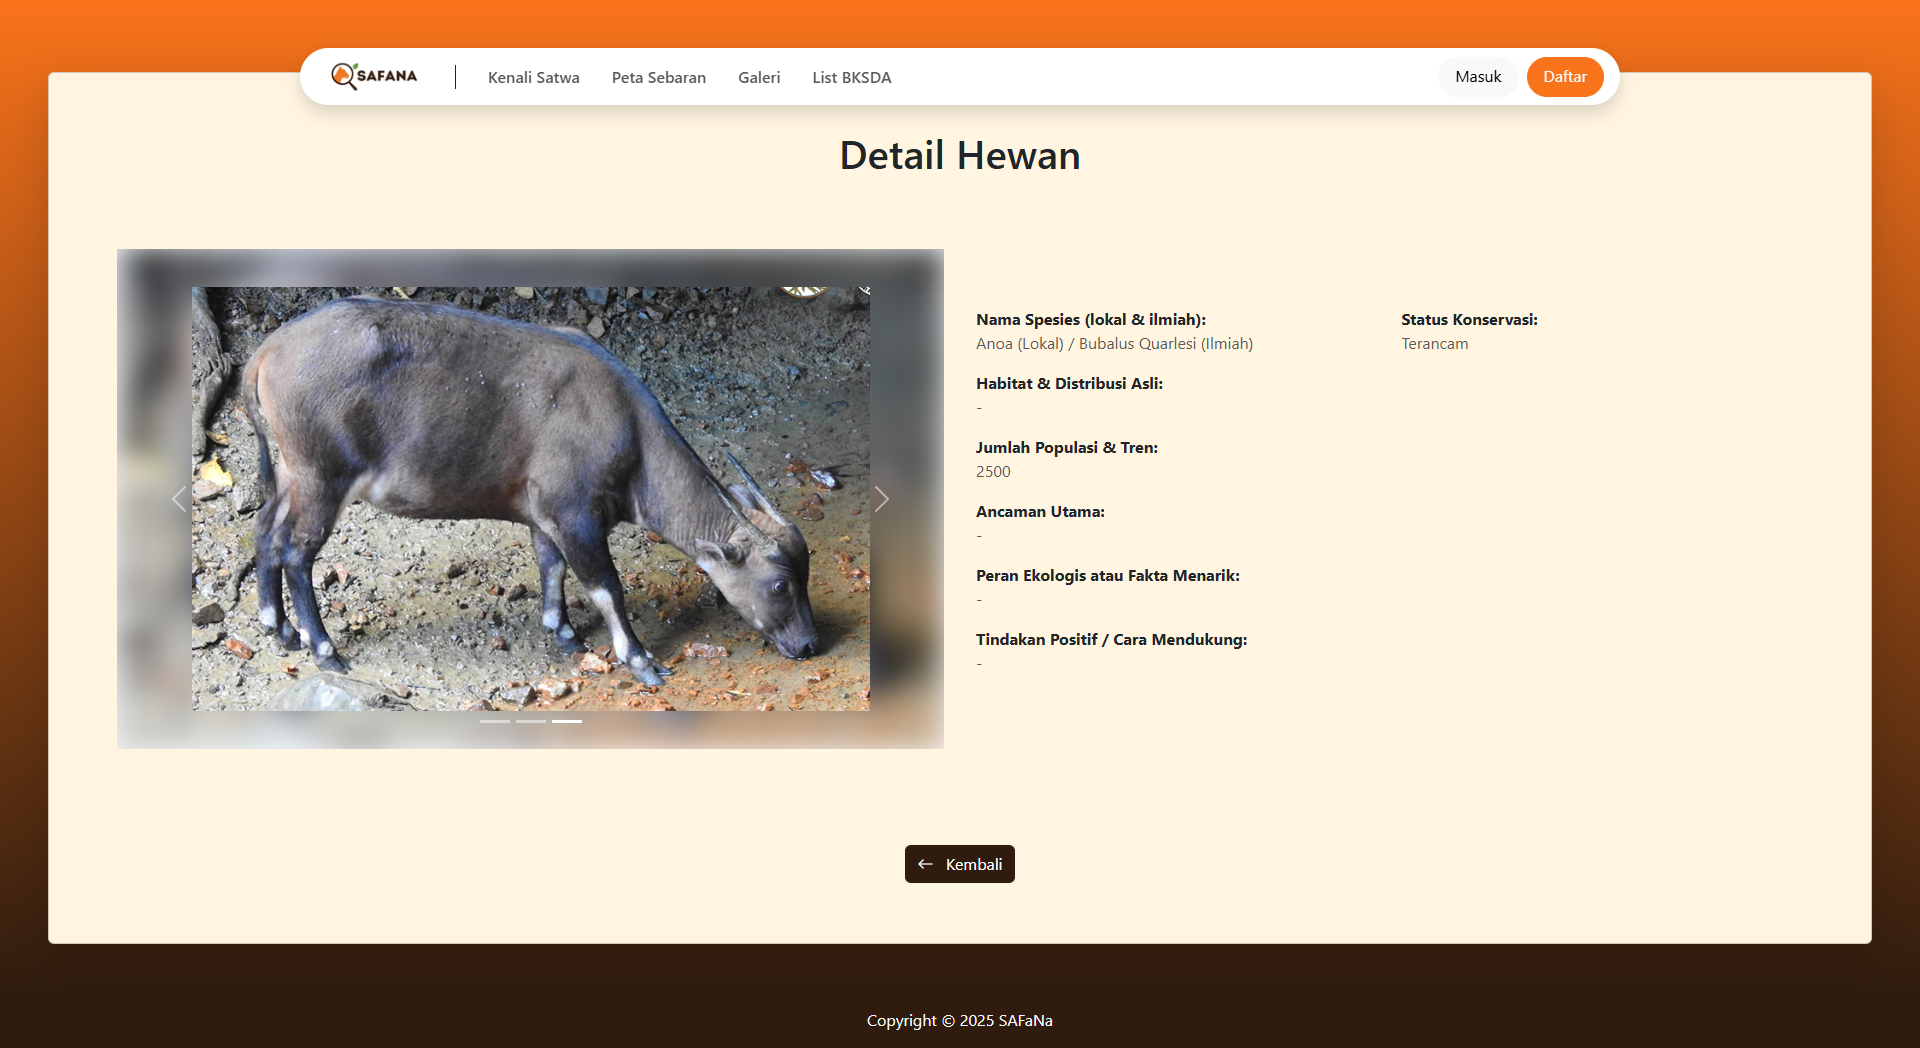 SAFANA
Kenali Satwa
Peta Sebaran
Galeri
List BKSDA
Masuk
Daftar
Detail Hewan
Nama Spesies (lokal & ilmiah):
Anoa (Lokal) / Bubalus Quarlesi (Ilmiah)
Status Konservasi:
Terancam
Habitat & Distribusi Asli:
-
Jumlah Populasi & Tren:
2500
Ancaman Utama:
-
Peran Ekologis atau Fakta Menarik:
-
Tindakan Positif / Cara Mendukung:
-
Kembali
Copyright © 2025 SAFaNa